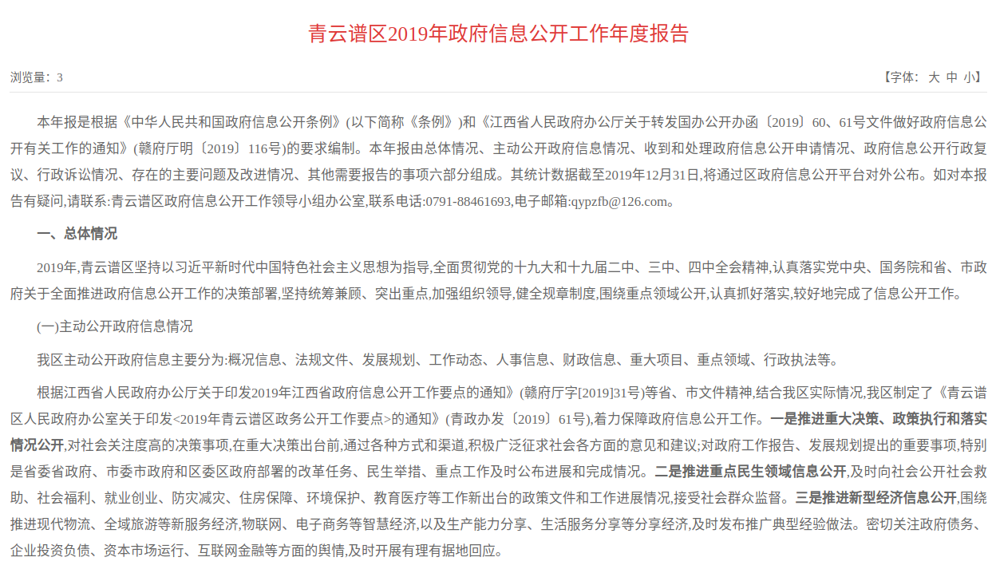 青云谱区2019年政府信息公开工作年度报告
浏览量：3
【字体： 大 中 小】
本年报是根据《中华人民共和国政府信息公开条例》(以下简称《条例》)和《江西省人民政府办公厅关于转发国办公开办函〔2019〕60、61号文件做好政府信息公
开有关工作的通知》(赣府厅明〔2019〕116号)的要求编制。本年报由总体情况、主动公开政府信息情况、收到和处理政府信息公开申请情况、政府信息公开行政复
议、行政诉讼情况、存在的主要问题及改进情况、其他需要报告的事项六部分组成。其统计数据截至2019年12月31日,将通过区政府信息公开平台对外公布。如对本报
告有疑问,请联系:青云谱区政府信息公开工作领导小组办公室,联系电话:0791-88461693,电子邮箱:qypzfb@126.com。
一、总体情况
2019年,青云谱区坚持以习近平新时代中国特色社会主义思想为指导,全面贯彻党的十九大和十九届二中、三中、四中全会精神,认真落实党中央、国务院和省、市政
府关于全面推进政府信息公开工作的决策部署,坚持统筹兼顾、突出重点,加强组织领导,健全规章制度,围绕重点领域公开,认真抓好落实,较好地完成了信息公开工作。
(一)主动公开政府信息情况
我区主动公开政府信息主要分为:概况信息、法规文件、发展规划、工作动态、人事信息、财政信息、重大项目、重点领域、行政执法等。
根据江西省人民政府办公厅关于印发2019年江西省政府信息公开工作要点的通知》(赣府厅字[2019]31号)等省、市文件精神,结合我区实际情况,我区制定了《青云谱
区人民政府办公室关于印发<2019年青云谱区政务公开工作要点>的通知》(青政办发〔2019〕61号),着力保障政府信息公开工作。一是推进重大决策、政策执行和落实
情况公开,对社会关注度高的决策事项,在重大决策出台前,通过各种方式和渠道,积极广泛征求社会各方面的意见和建议;对政府工作报告、发展规划提出的重要事项,特别
是省委省政府、市委市政府和区委区政府部署的改革任务、民生举措、重点工作及时公布进展和完成情况。二是推进重点民生领域信息公开,及时向社会公开社会救
助、社会福利、就业创业、防灾减灾、住房保障、环境保护、教育医疗等工作新出台的政策文件和工作进展情况,接受社会群众监督。三是推进新型经济信息公开,围绕
推进现代物流、全域旅游等新服务经济,物联网、电子商务等智慧经济,以及生产能力分享、生活服务分享等分享经济,及时发布推广典型经验做法。密切关注政府债务、
企业投资负债、资本市场运行、互联网金融等方面的舆情,及时开展有理有据地回应。